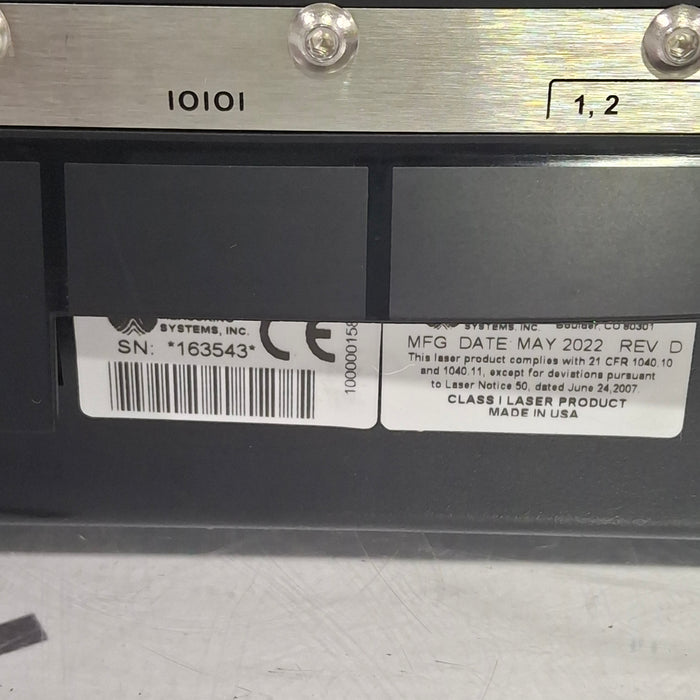 IOIOI
1, 2
SYSTEMS, INC.
SN: *163543*
CE
10000015
SYSTEMS, INC. Boulder, CO 80301
MFG DATE: MAY 2022 REV D
This laser product complies with 21 CFR 1040.10
and 1040.11, except for deviations pursuant
to Laser Notice 50, dated June 24,2007.
CLASS I LASER PRODUCT
MADE IN USA